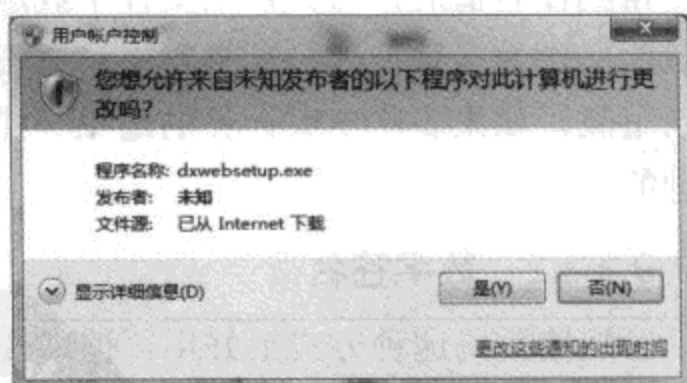 用户帐户控制
您想允许来自未知发布者的以下程序对此计算机进行更
改吗?
程序名称: dxwebsetup.exe
发布者: 未知
文件源: 已从 Internet 下载
显示详细信息(D)
是(Y)
否(N)
更改这些通知的出现时间